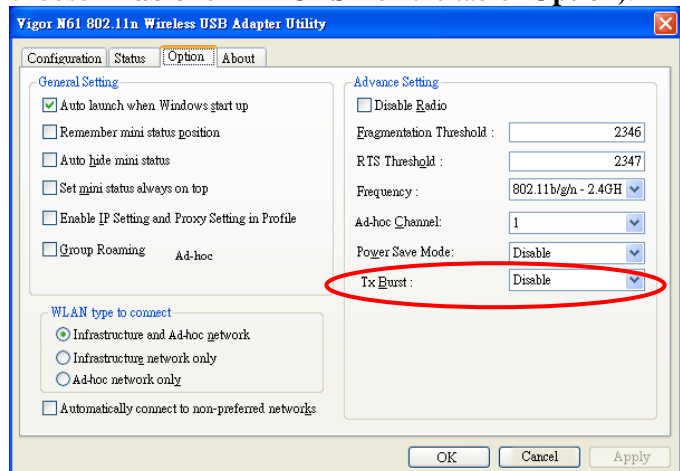 Vigor N61 802.11n Wireless USB Adapter Utility
Configuration Status Option About
General Setting
Auto launch when Windows start up
Remember mini status position
Auto hide mini status
Set mini status always on top
Enable IP Setting and Proxy Setting in Profile
Group Roaming Ad-hoc
WLAN type to connect
Infrastructure and Ad-hoc network
Infrastructure network only
Ad-hoc network only
Automatically connect to non-preferred networks
Advance Setting
Disable Radio
Fragmentation Threshold : 2346
RTS Threshold : 2347
Frequency : 802.11b/g/n - 2.4GH
Ad-hoc Channel: 1
Power Save Mode: Disable
Tx Burst : Disable
OK Cancel Apply